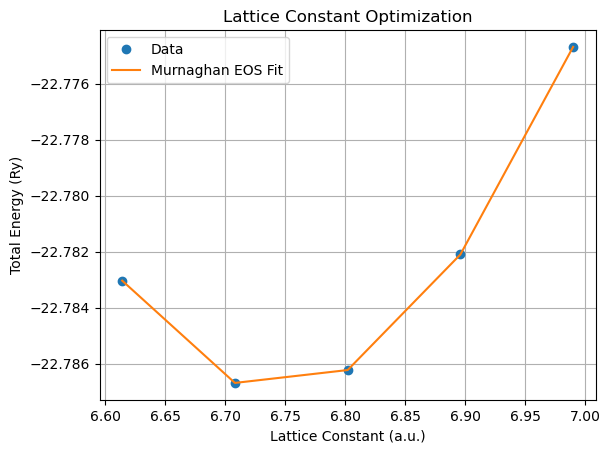 Lattice Constant Optimization
Data
Murnaghan EOS Fit
Total Energy (Ry)
−22.776
−22.778
−22.780
−22.782
−22.784
−22.786
6.60 6.65 6.70 6.75 6.80 6.85 6.90 6.95 7.00
Lattice Constant (a.u.)